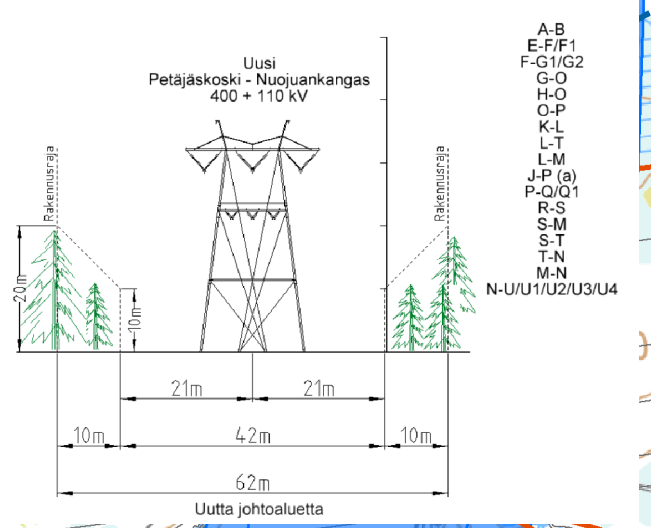 Uusi
Petäjäskoski - Nuojuankangas
400 + 110 kV
A-B
E-F/F1
F-G1/G2
G-O
H-O
O-P
K-L
L-T
L-M
J-P (a)
P-Q/Q1
R-S
S-M
S-T
T-N
M-N
N-U/U1/U2/U3/U4
Rakennusraja
Rakennusraja
20m
10m
10m
21m
21m
10m
42m
10m
62m
Uutta johtoaluetta